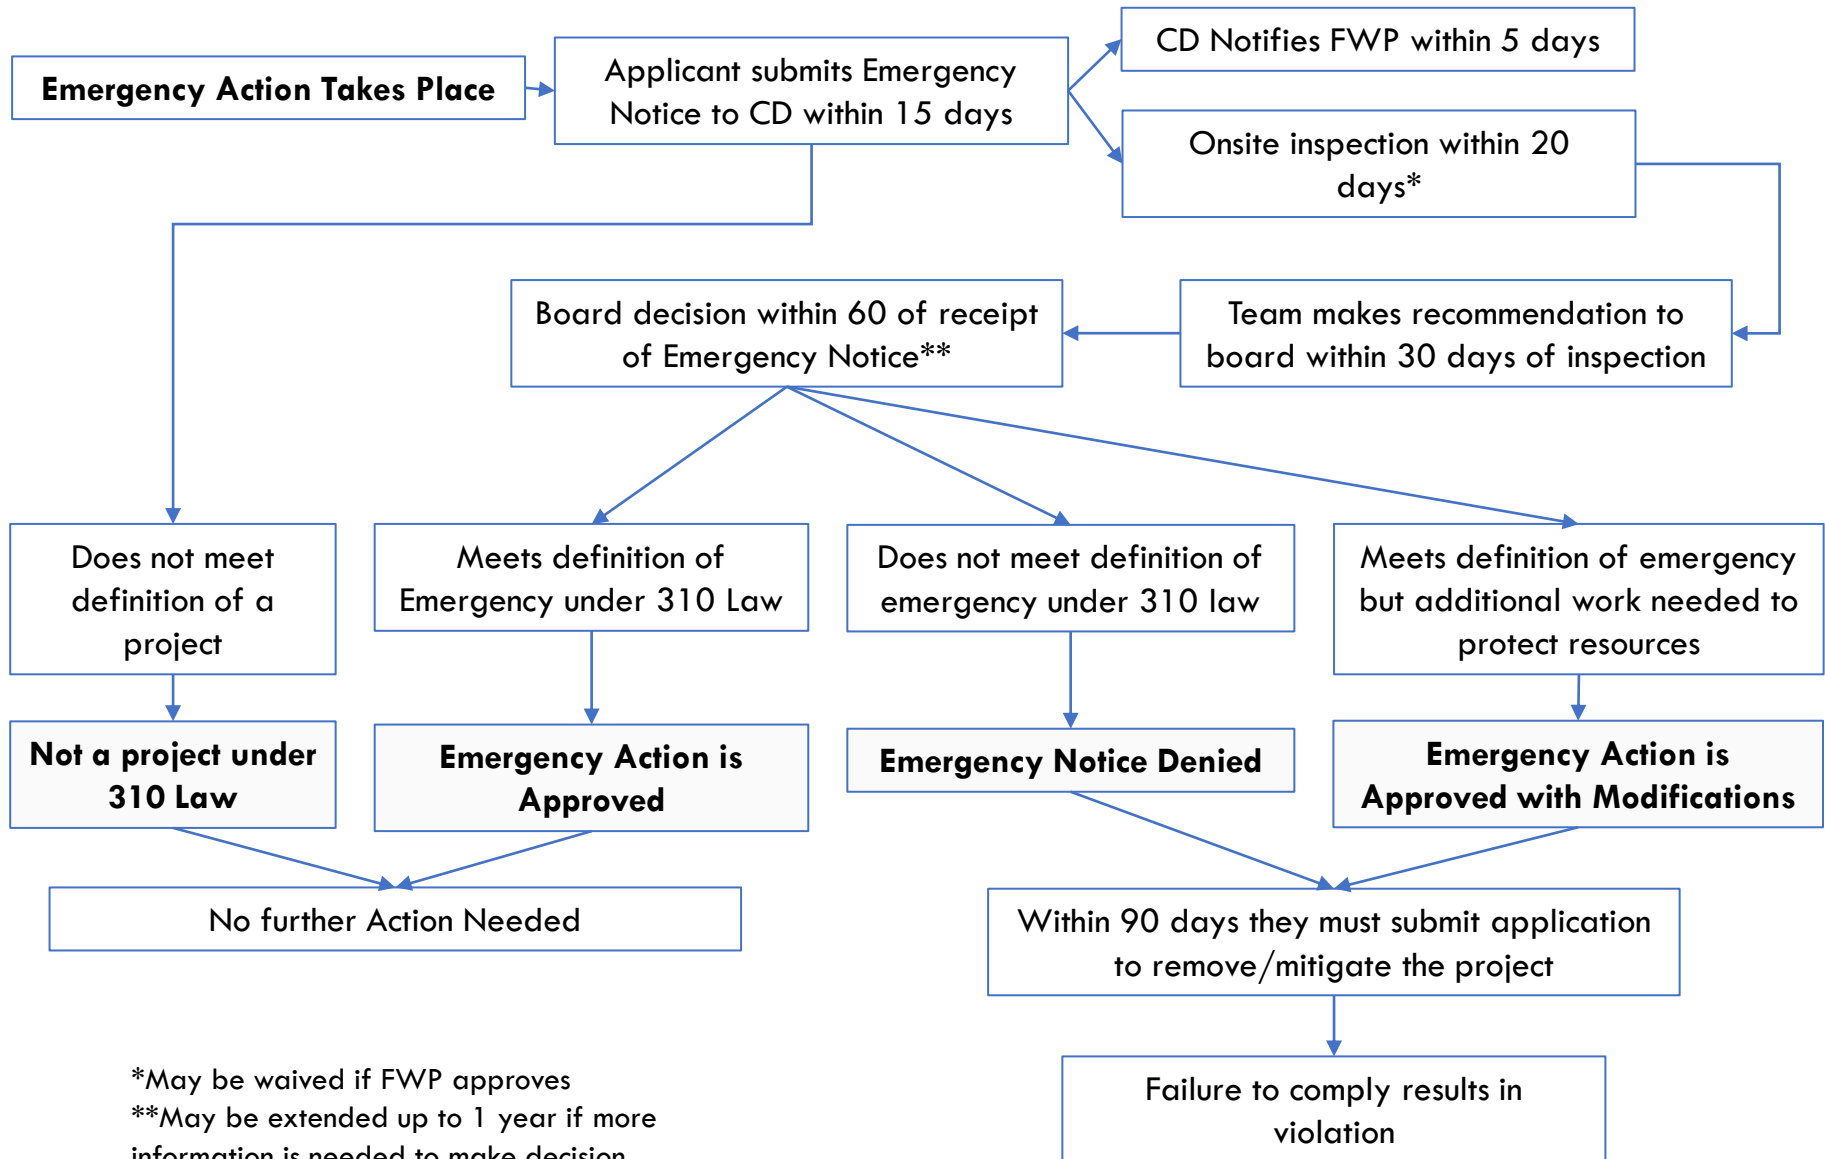 CD Notifies FWP within 5 days
Emergency Action Takes Place
Applicant submits Emergency
Notice to CD within 15 days
Onsite inspection within 20
days*
Board decision within 60 of receipt
of Emergency Notice**
Team makes recommendation to
board within 30 days of inspection
Does not meet
definition of a
project
Meets definition of
Emergency under 310 Law
Does not meet definition of
emergency under 310 law
Meets definition of emergency
but additional work needed to
protect resources
Not a project under
310 Law
Emergency Action is
Approved
Emergency Notice Denied
Emergency Action is
Approved with Modifications
No further Action Needed
Within 90 days they must submit application
to remove/mitigate the project
Failure to comply results in
violation
*May be waived if FWP approves
**May be extended up to 1 year if more
information is needed to make decision